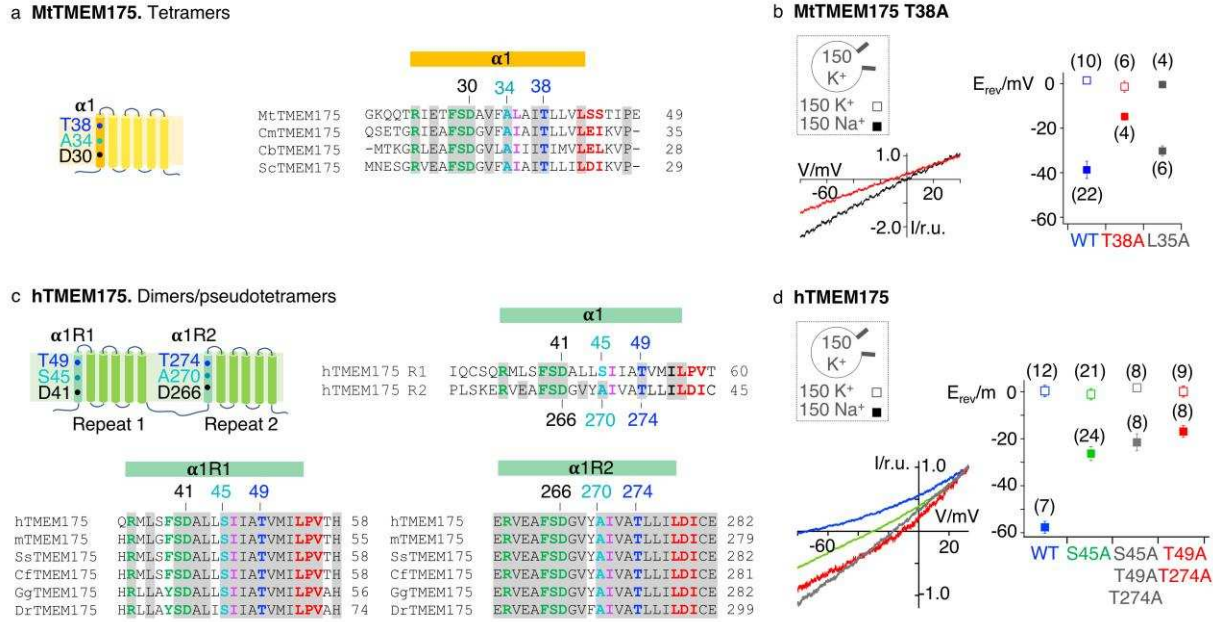 a MtTMEM175. Tetramers
α1
T38
A34
D30
α1
30 34 38
MtTMEM175 GKQQTRIETFSDAVFALAITLLVLSSTIPE 49
CmTMEM175 QSETGRIEAFSDGVFAIAITLLVLEIKVP- 36
CbTMEM175 -MTKGRLEAFSDGVLAIIITIMVLELKVP- 28
ScTMEM175 MNESGRVEAFSDGVFAIAITLLILDIKVP- 29
b MtTMEM175 T38A
150
K+
150 K+
150 Na+
V/mV
-60
20
1.0
-2.0
I/r.u.
Erev/mV
0
-20
-40
-60
(10) (6) (4)
(22) (4) (6)
WT T38A L35A
c hTMEM175. Dimers/pseudotetramers
α1R1 α1R2
T49 T274
S45 A270
D41 D266
Repeat 1 Repeat 2
α1
41 45 49
hTMEM175 R1 IQCSQRMLSFSDALLSIIATVMILPVT 60
hTMEM175 R2 PLSKERVEAFSDGVYAIVATLLILDIC 45
266 270 274
α1R1
41 45 49
hTMEM175 QRMLSFSDALLSIIATVMILPVTH 58
mTMEM175 HRMLGFSDALLSIIATVMILPVTH 55
SsTMEM175 HRMLSFSDALLSIIATVMILPVTH 58
CfTMEM175 HRMLSFSDALLSIIATVMILPVTH 58
GgTMEM175 HRLLAYSDALLSIIATVMILPVAH 56
DrTMEM175 HRLLAYSDALLSIIATVMILPVAH 74
α1R2
266 270 274
hTMEM175 ERVEAFSDGVYAIVATLLILDICE 282
mTMEM175 ERVEAFSDGVYAIVATLLILDICE 279
SsTMEM175 ERVEAFSDGVYAIVATLLILDICE 282
CfTMEM175 ERVEAFSDGVYAIVATLLILDICE 281
GgTMEM175 ERVEAFSDGVYAIVATLLILDICE 282
DrTMEM175 ERVEAFSDGVFAIVATLLILDICE 299
d hTMEM175
150
K+
150 K+
150 Na+
I/r.u.
1.0
V/mV
-60
20
1.0
Erev/m
0
-20
-40
-60
(12) (21) (8) (9)
(7) (24) (8) (8)
WT S45A S45A T49A
T49A T274A
T274A